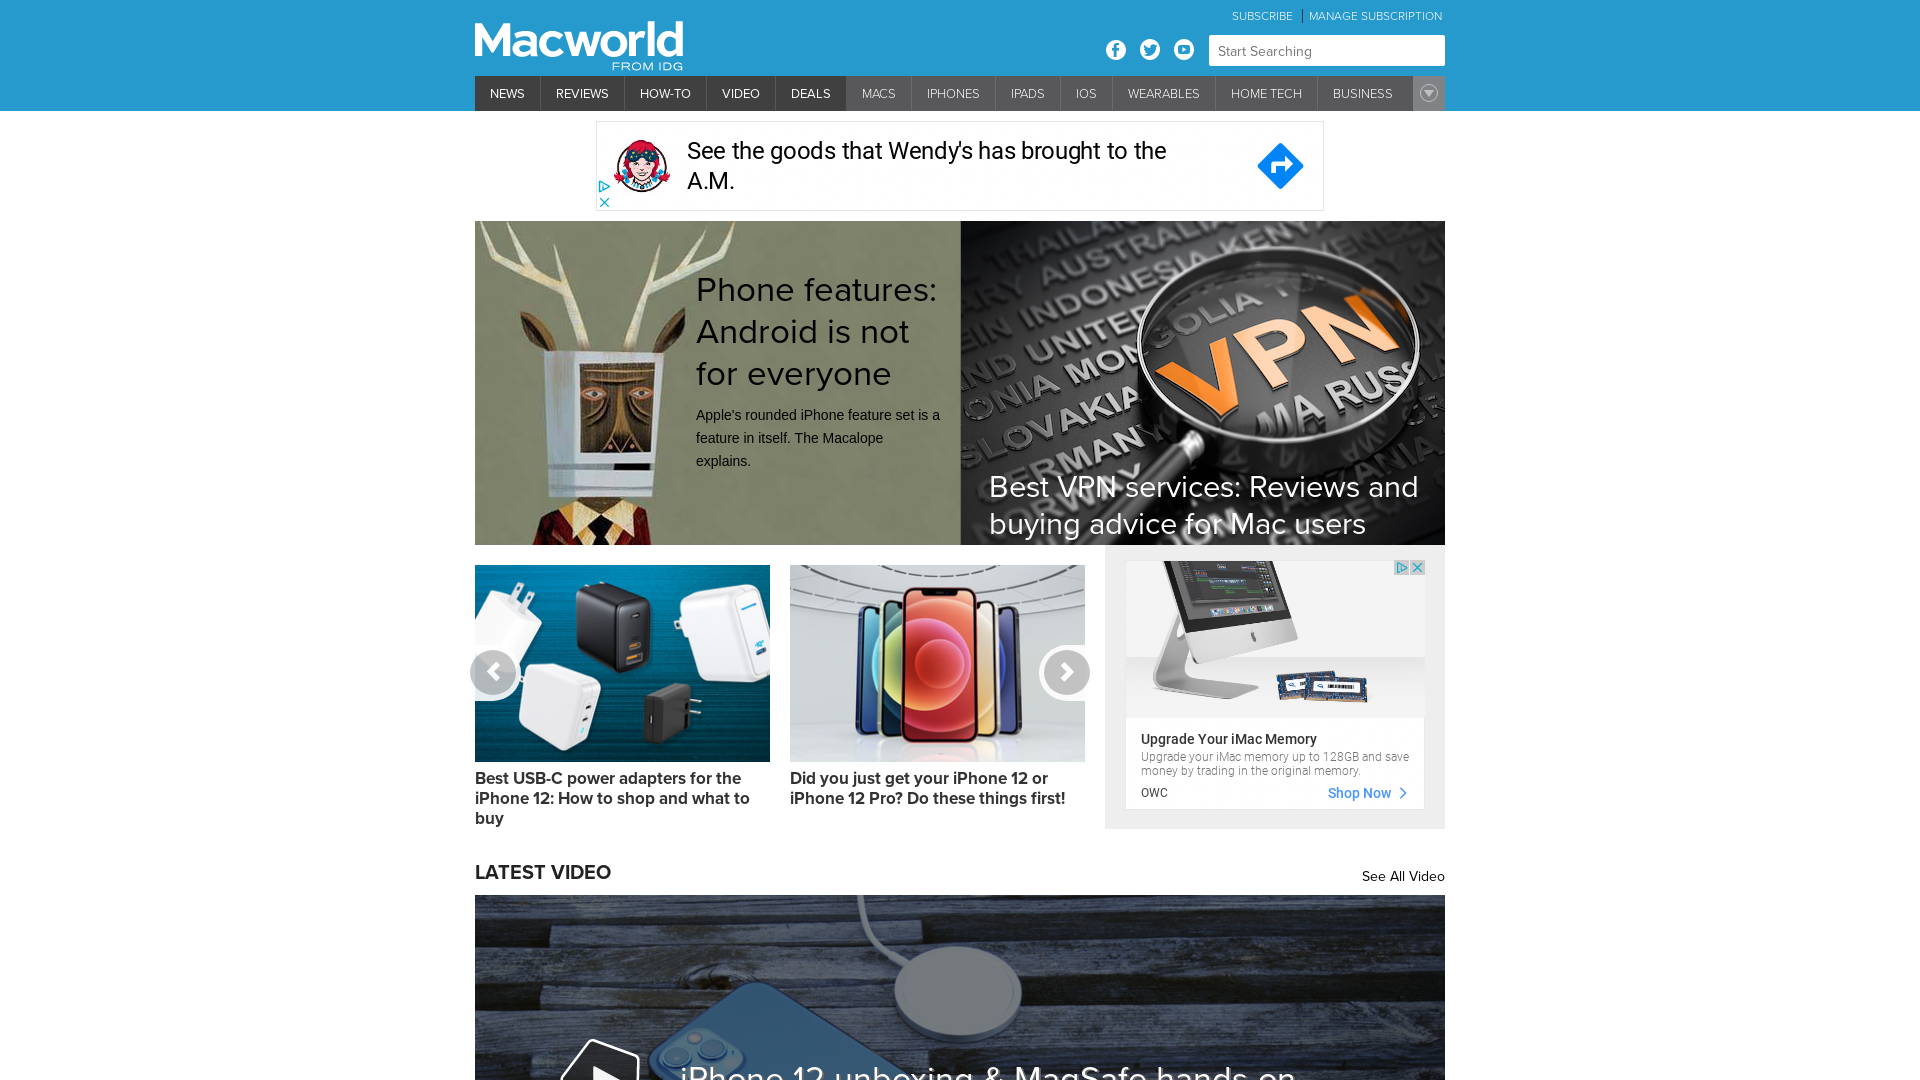 SUBSCRIBE
MANAGE SUBSCRIPTION
Macworld
FROM IDG
Start Searching
NEWS
REVIEWS
HOW-TO
VIDEO
DEALS
MACS
IPHONES
IPADS
IOS
WEARABLES
HOME TECH
BUSINESS
See the goods that Wendy's has brought to the
A.M.
Phone features:
Android is not
for everyone
Apple's rounded iPhone feature set is a
feature in itself. The Macalope
explains.
VPN
Best VPN services: Reviews and
buying advice for Mac users
Best USB-C power adapters for the
iPhone 12: How to shop and what to
buy
Did you just get your iPhone 12 or
iPhone 12 Pro? Do these things first!
Upgrade Your iMac Memory
Upgrade your iMac memory up to 128GB and save
money by trading in the original memory.
OWC
Shop Now
LATEST VIDEO
See All Video
iPhone 12 unboxing & MagSafe hands-on